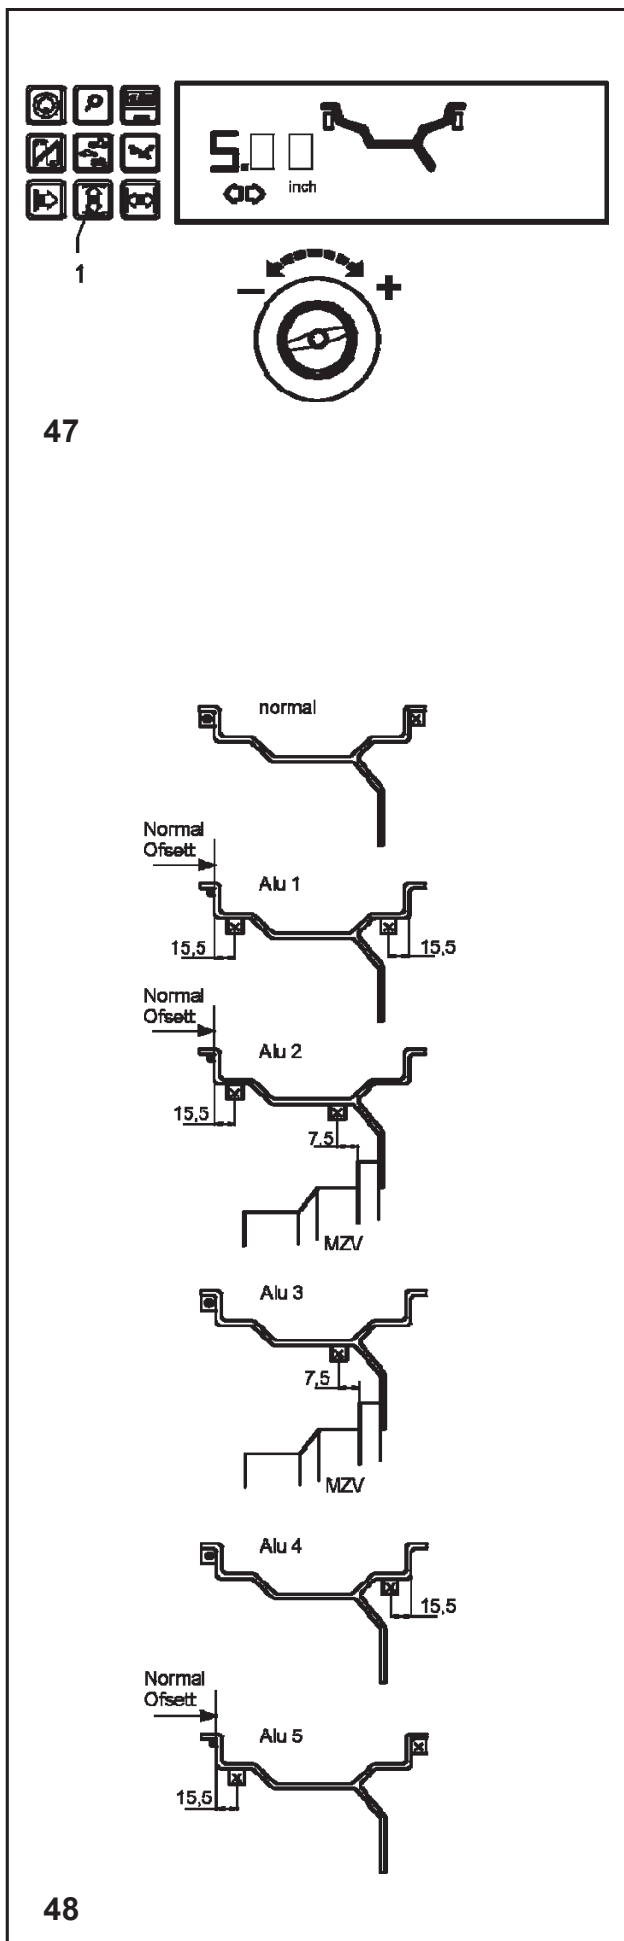 5.
inch
1
- +
47
normal
Normal
Ofsett
Alu 1
15,5 15,5
Normal
Ofsett
Alu 2
15,5
7,5
MZV
Alu 3
7,5
MZV
Alu 4
15,5
Normal
Ofsett
Alu 5
15,5
48